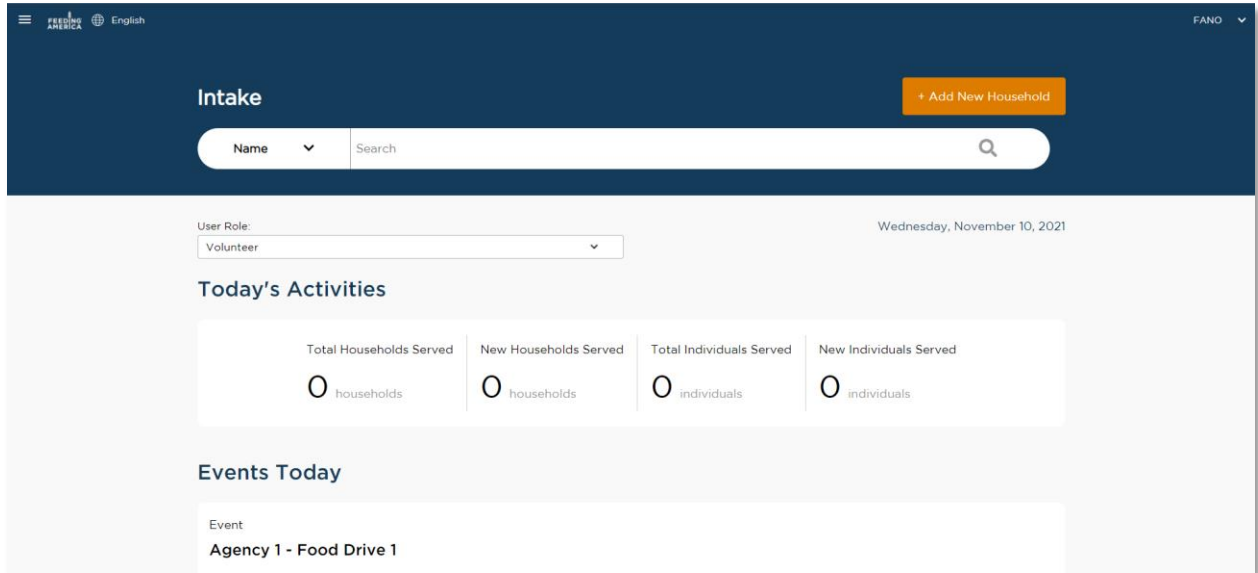 FEEDING AMERICA English FANO
Intake + Add New Household
Name Search
User Role: Wednesday, November 10, 2021
Volunteer
Today's Activities
Total Households Served New Households Served Total Individuals Served New Individuals Served
0 households 0 households 0 individuals 0 individuals
Events Today
Event
Agency 1 - Food Drive 1